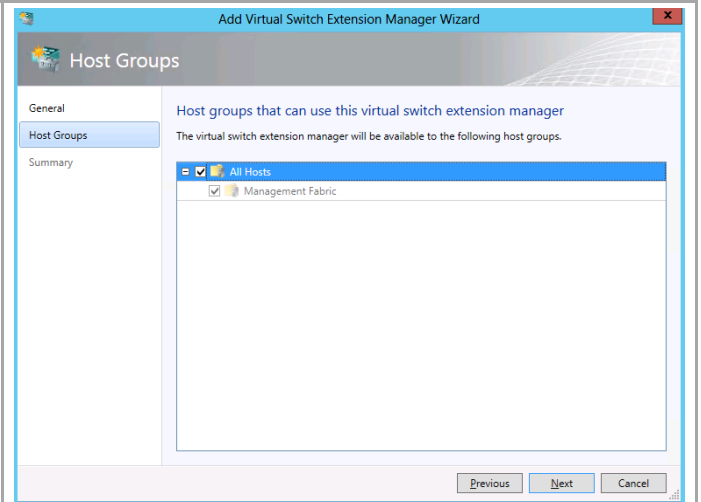 Add Virtual Switch Extension Manager Wizard
x
Host Groups
General
Host Groups
Summary
Host groups that can use this virtual switch extension manager
The virtual switch extension manager will be available to the following host groups.
All Hosts
Management Fabric
Previous Next Cancel